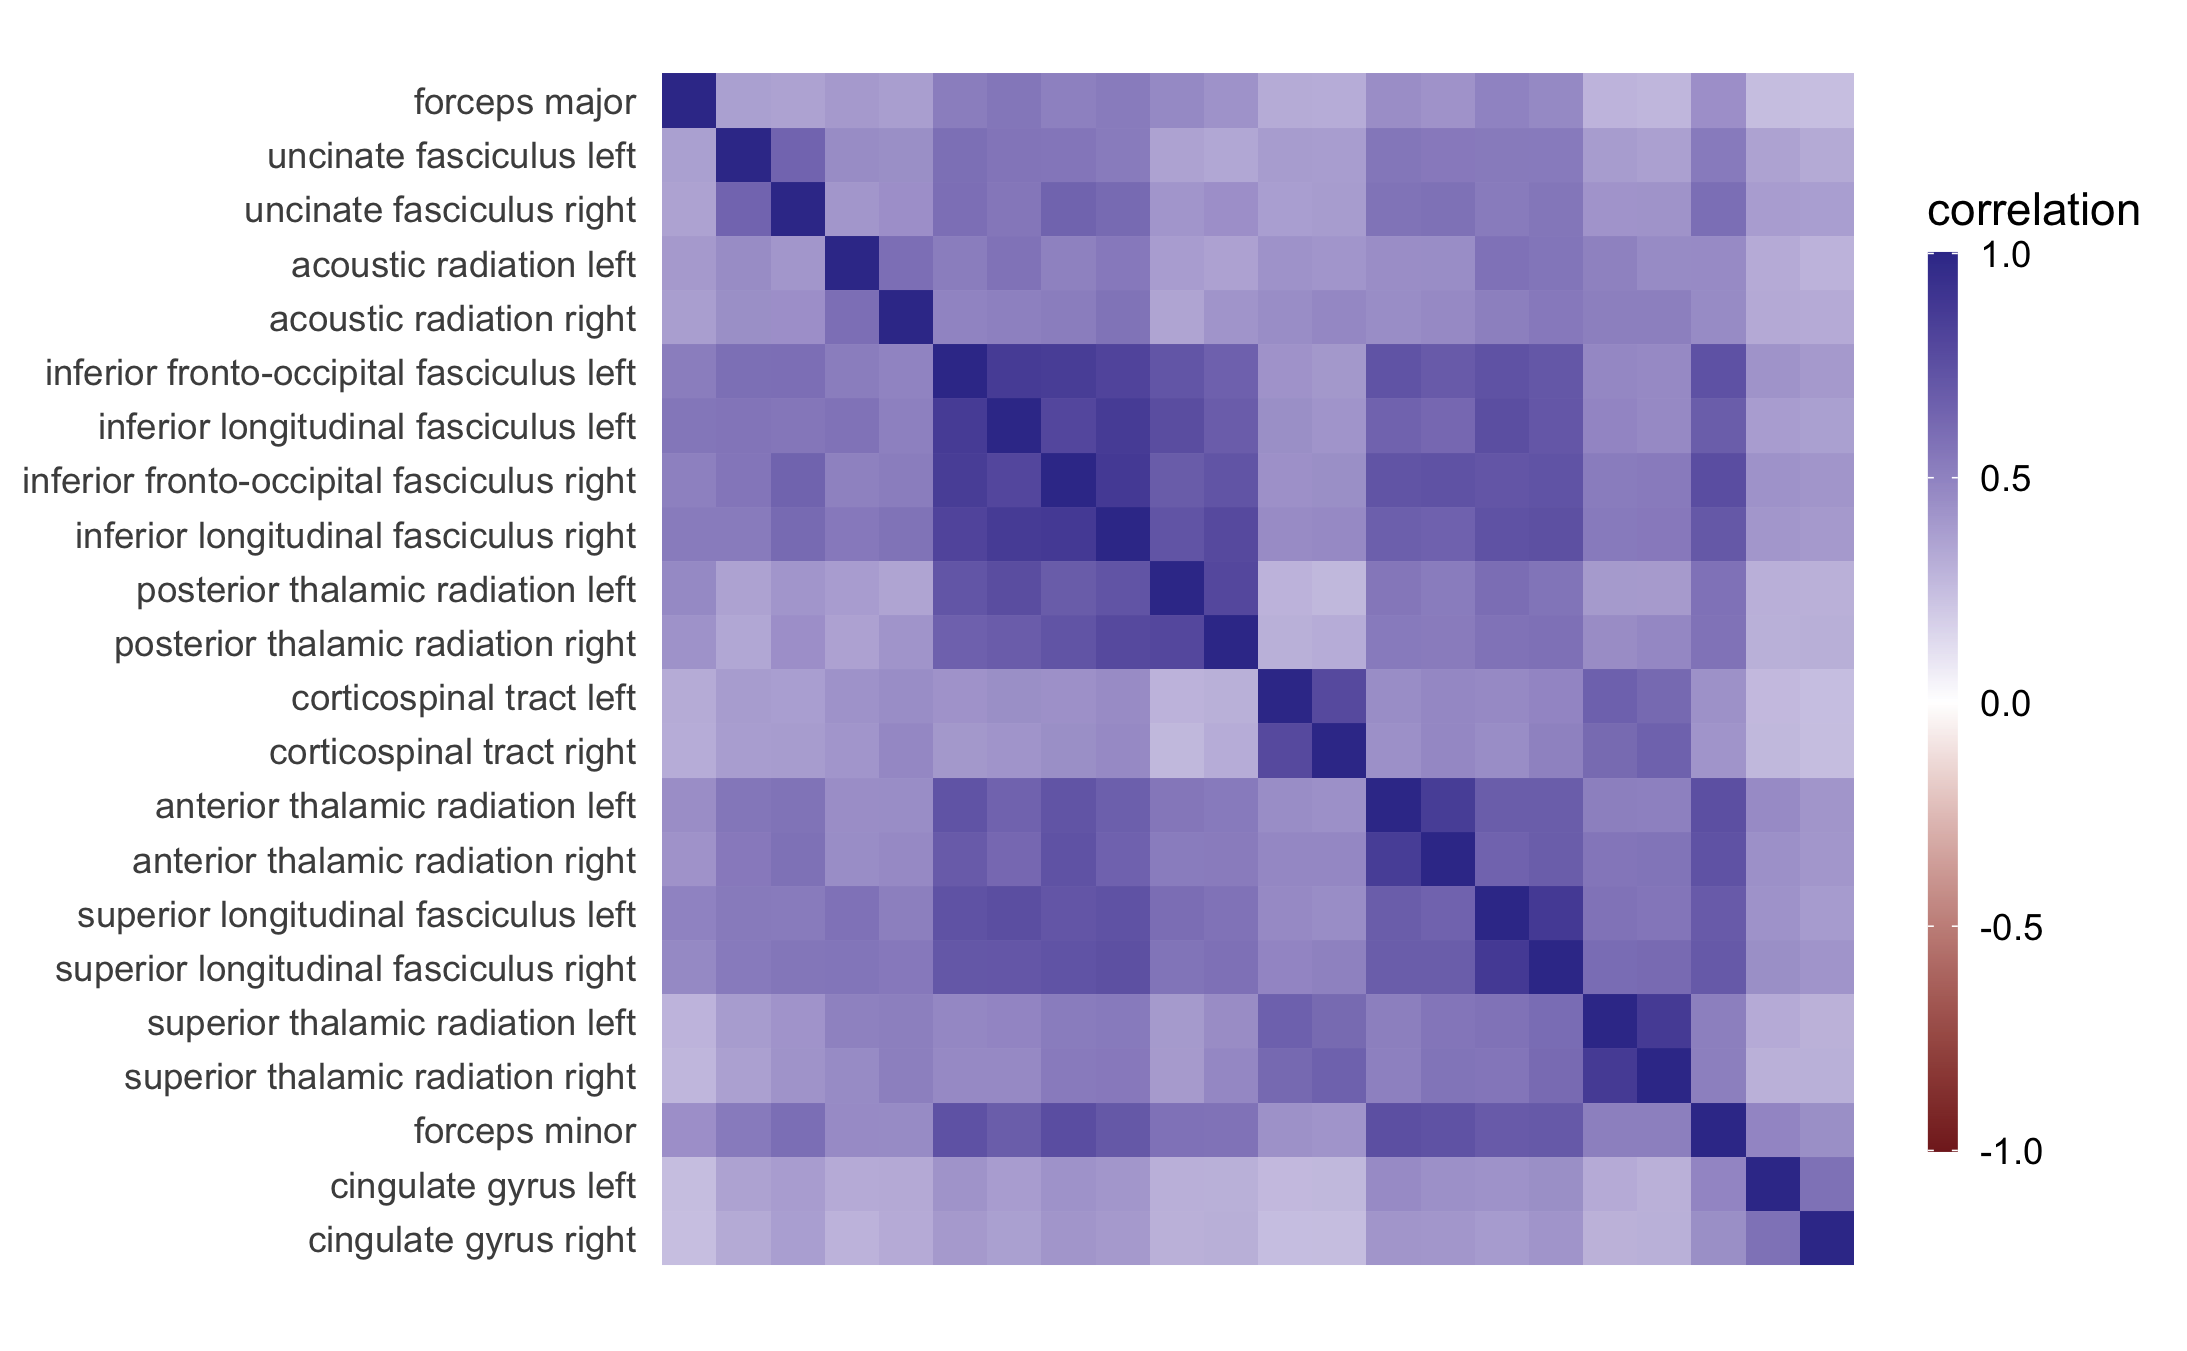 forceps major
uncinate fasciculus left
uncinate fasciculus right
acoustic radiation left
acoustic radiation right
inferior fronto-occipital fasciculus left
inferior longitudinal fasciculus left
inferior fronto-occipital fasciculus right
inferior longitudinal fasciculus right
posterior thalamic radiation left
posterior thalamic radiation right
corticospinal tract left
corticospinal tract right
anterior thalamic radiation left
anterior thalamic radiation right
superior longitudinal fasciculus left
superior longitudinal fasciculus right
superior thalamic radiation left
superior thalamic radiation right
forceps minor
cingulate gyrus left
cingulate gyrus right
correlation
1.0
0.5
0.0
-0.5
-1.0